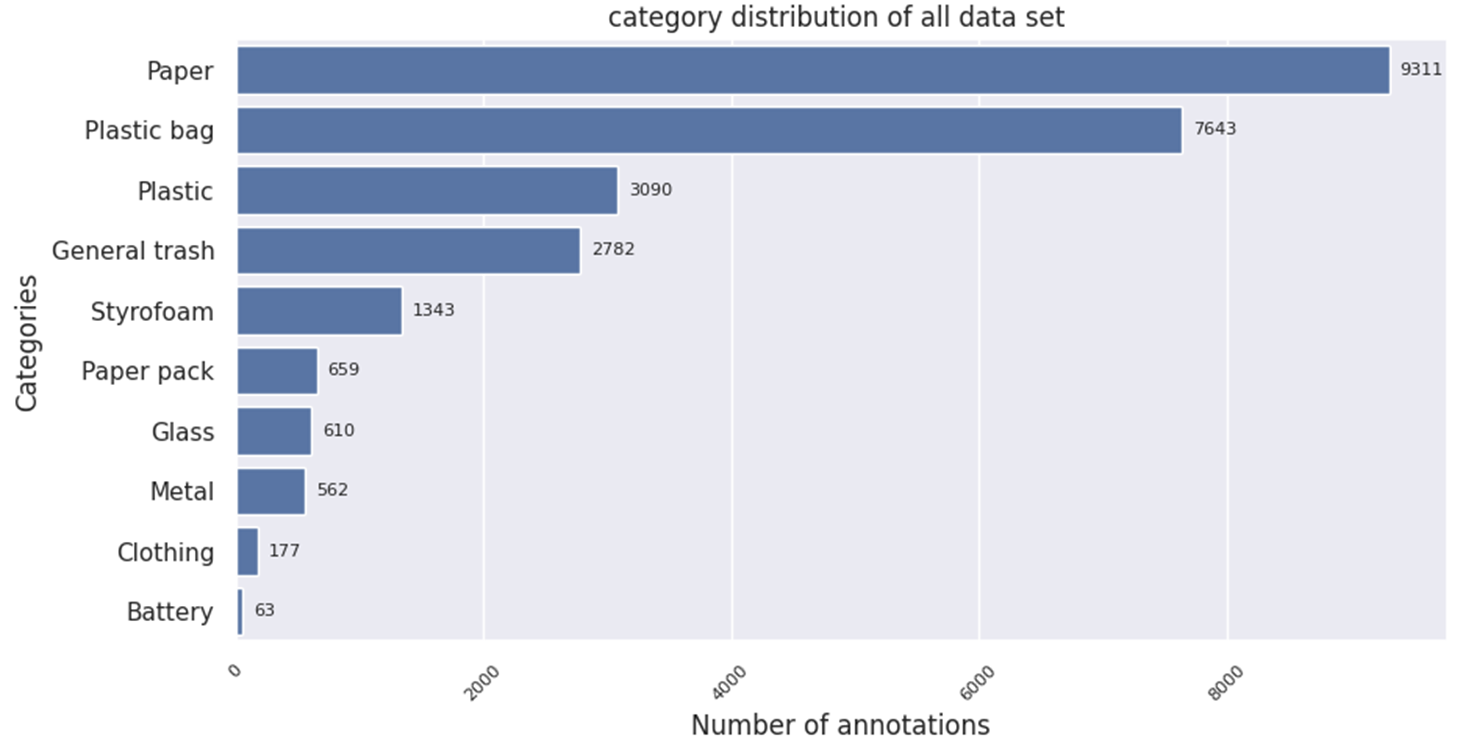 category distribution of all data set
Paper 9311
Plastic bag 7643
Plastic 3090
General trash 2782
Styrofoam 1343
Paper pack 659
Glass 610
Metal 562
Clothing 177
Battery 63
Categories
0 2000 4000 6000 8000
Number of annotations